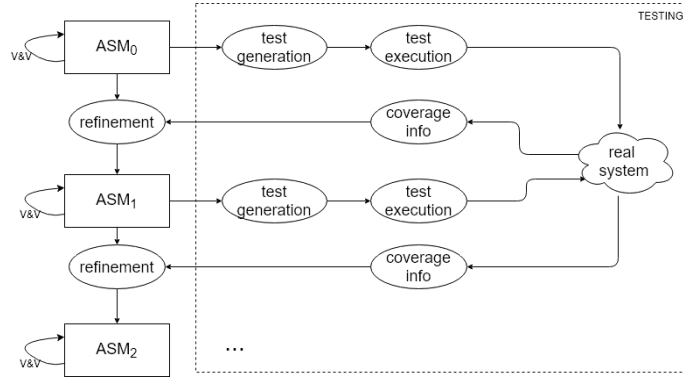 TESTING
ASM₀
V&V
test
generation
test
execution
refinement
coverage
info
real
system
ASM₁
V&V
test
generation
test
execution
refinement
coverage
info
ASM₂
V&V
...